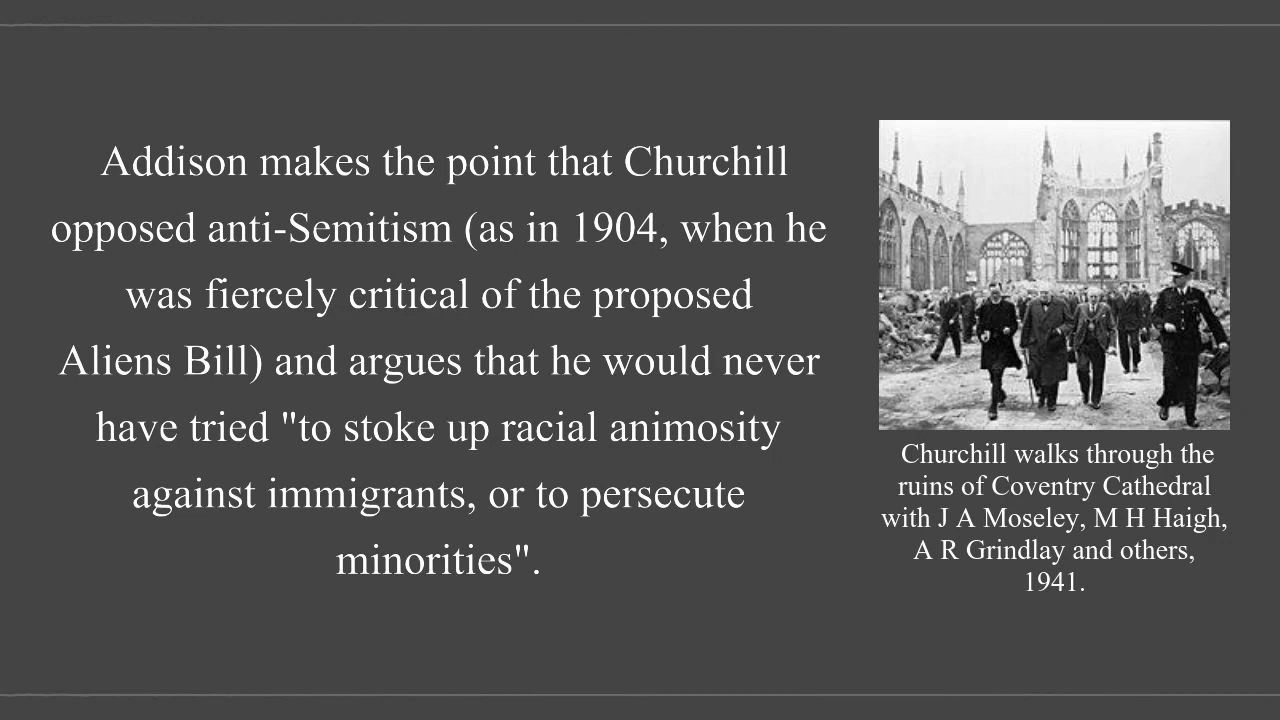 Addison makes the point that Churchill
opposed anti-Semitism (as in 1904, when he
was fiercely critical of the proposed
Aliens Bill) and argues that he would never
have tried "to stoke up racial animosity
against immigrants, or to persecute
minorities".
Churchill walks through the
ruins of Coventry Cathedral
with J A Moseley, M H Haigh,
A R Grindlay and others,
1941.